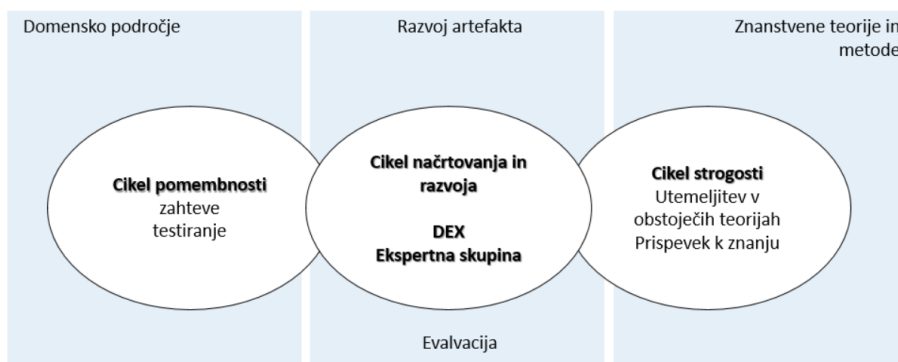 Domensko področje
Razvoj artefakta
Znanstvene teorije in
metode
Cikel pomembnosti
zahteve
testiranje
Cikel načrtovanja in
razvoja
DEX
Ekspertna skupina
Cikel strogosti
Utemeljitev v
obstoječih teorijah
Prispevek k znanju
Evalvacija